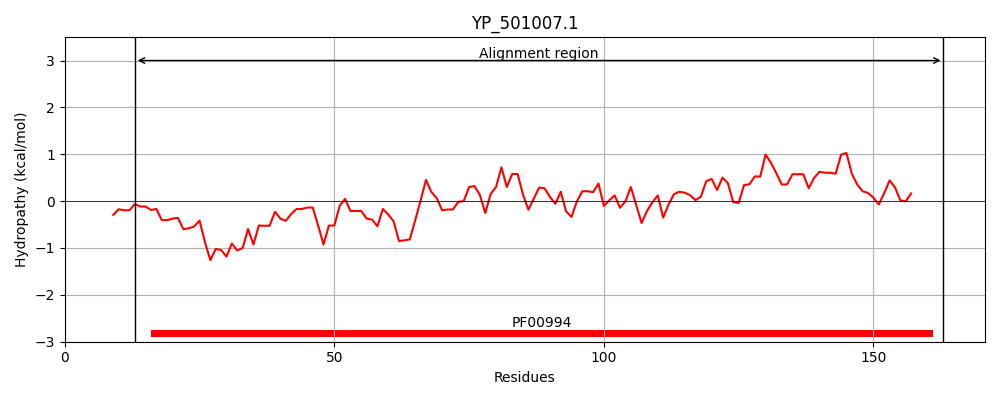 YP_501007.1
Alignment region
Hydropathy (kcal/mol)
3
2
1
0
−1
−2
−3
PF00994
0
50
100
150
Residues